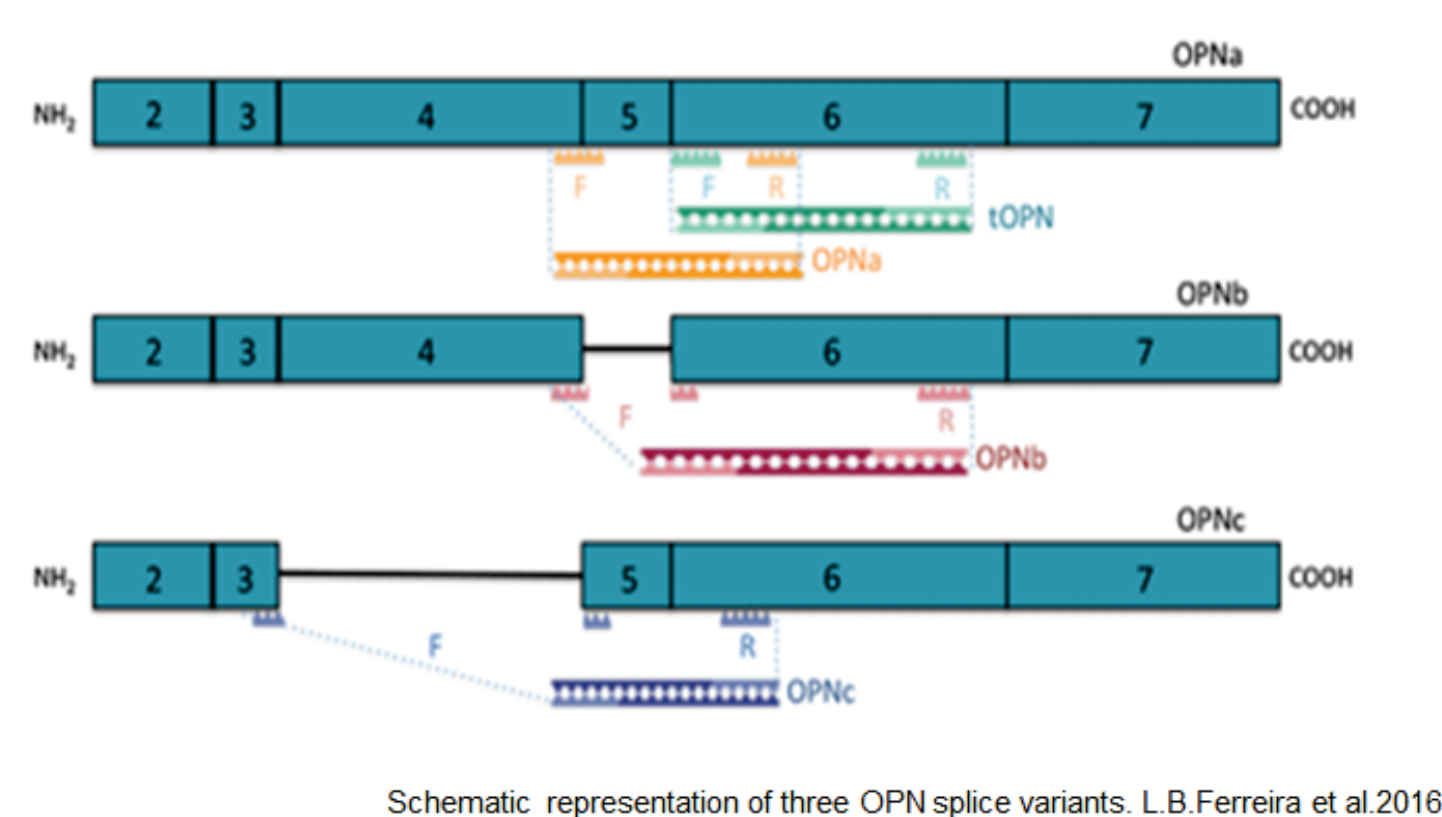 OPNa
NH2 2 3 4 5 6 7 COOH
F F R R
tOPN
OPNa
OPNb
NH2 2 3 4 6 7 COOH
F R
OPNb
OPNc
NH2 2 3 5 6 7 COOH
F R
OPNc
Schematic representation of three OPN splice variants. L.B.Ferreira et al.2016